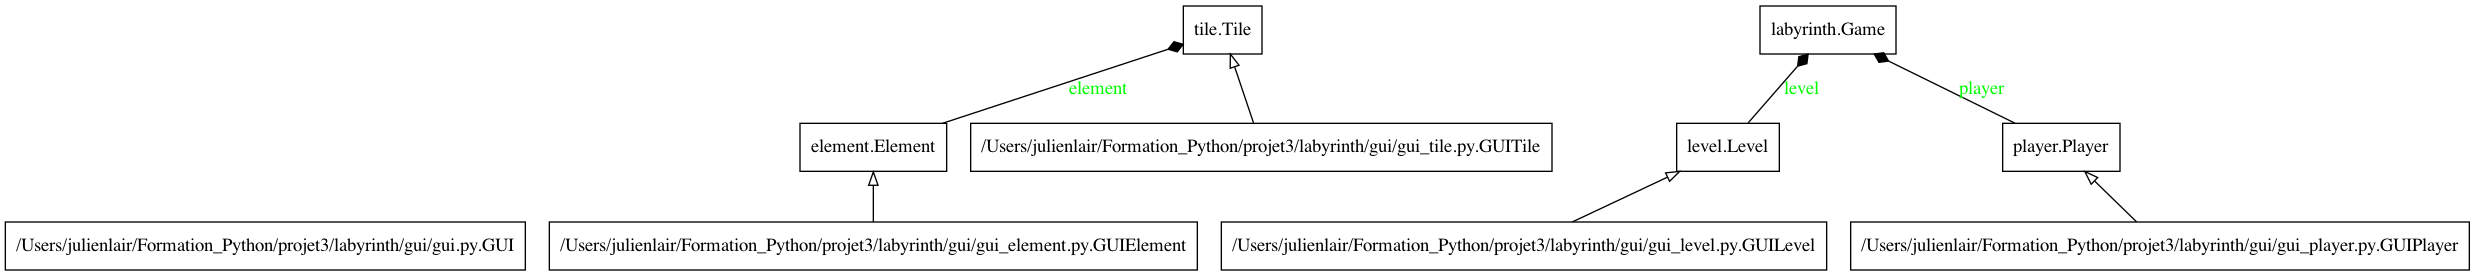 tile.Tile
labyrinth.Game
element
level
player
element.Element
/Users/julienlair/Formation_Python/projet3/labyrinth/gui/gui_tile.py.GUITile
level.Level
player.Player
/Users/julienlair/Formation_Python/projet3/labyrinth/gui/gui.py.GUI
/Users/julienlair/Formation_Python/projet3/labyrinth/gui/gui_element.py.GUIElement
/Users/julienlair/Formation_Python/projet3/labyrinth/gui/gui_level.py.GUILevel
/Users/julienlair/Formation_Python/projet3/labyrinth/gui/gui_player.py.GUIPlayer